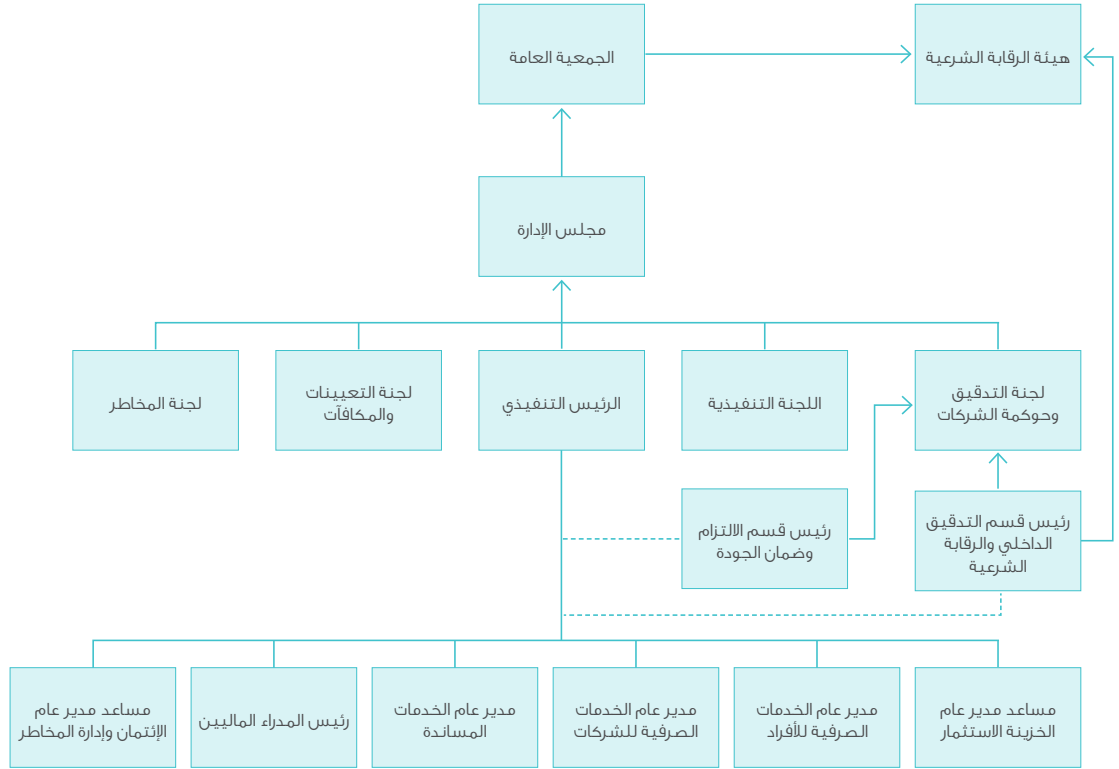 هيئة الرقابة الشرعية
الجمعية العامة
مجلس الإدارة
لجنة التدقيق
وحوكمة الشركات
اللجنة التنفيذية
الرئيس التنفيذي
لجنة التعيينات
والمكافآت
لجنة المخاطر
رئيس قسم التدقيق
الداخلي والرقابة
الشرعية
رئيس قسم الالتزام
وضمان الجودة
مساعد مدير عام
الخزينة الاستثمار
مدير عام الخدمات
الصرفية للأفراد
مدير عام الخدمات
الصرفية للشركات
مدير عام الخدمات
المساندة
رئيس المدراء الماليين
مساعد مدير عام
الإئتمان وإدارة المخاطر